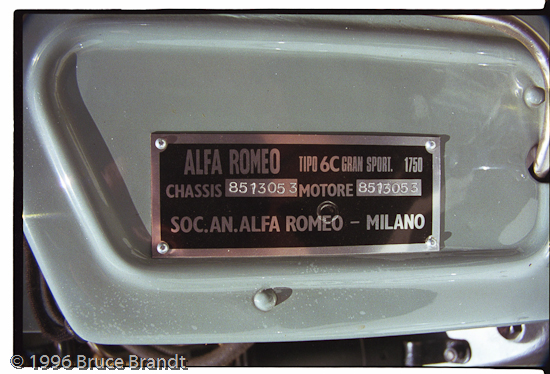 ALFA ROMEO TIPO 6C GRAN SPORT. 1750
CHASSIS 8513053 MOTORE 8513053
SOC.AN.ALFA ROMEO - MILANO
© 1996 Bruce Brandt